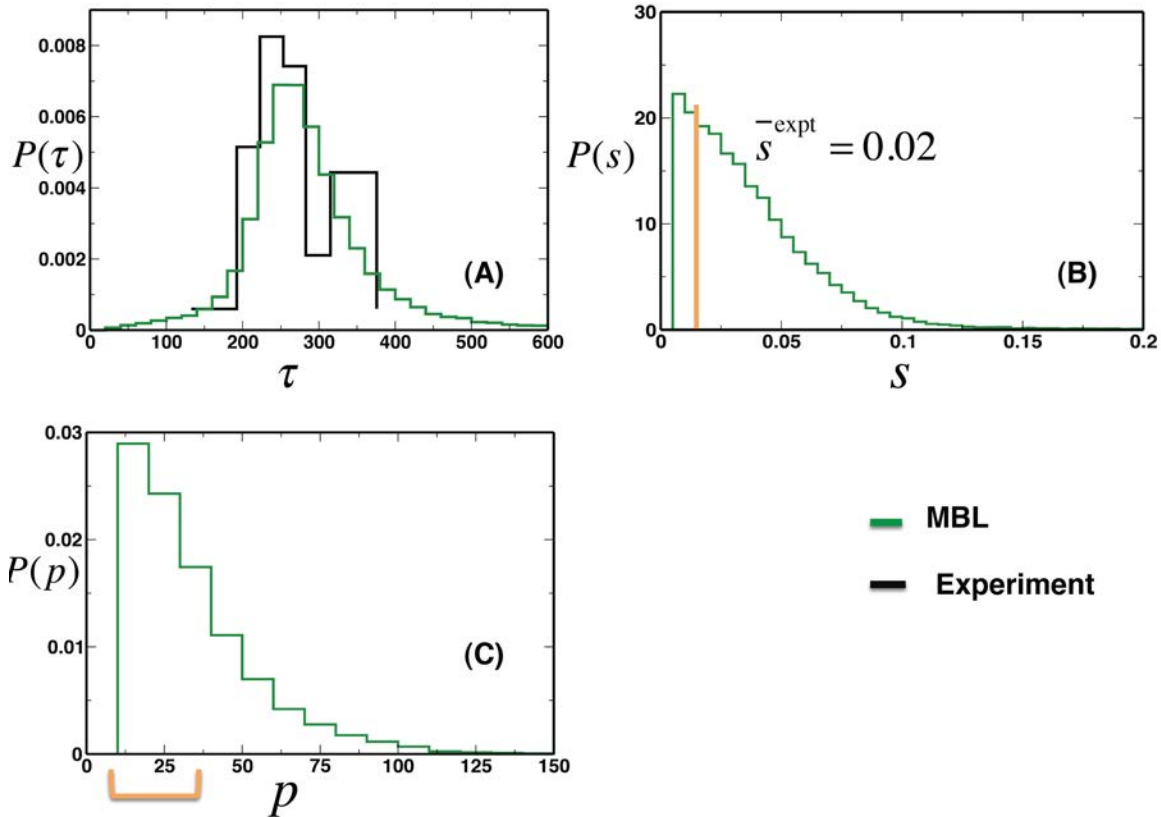 0.008
0.006
P(τ)
0.004
0.002
0
0 100 200 300 400 500 600
τ
(A)
30
20
P(s)
10
0
s̄ expt = 0.02
(B)
0 0.05 0.1 0.15 0.2
s
0.03
0.02
P(p)
0.01
0
(C)
0 25 50 75 100 125 150
p
MBL
Experiment